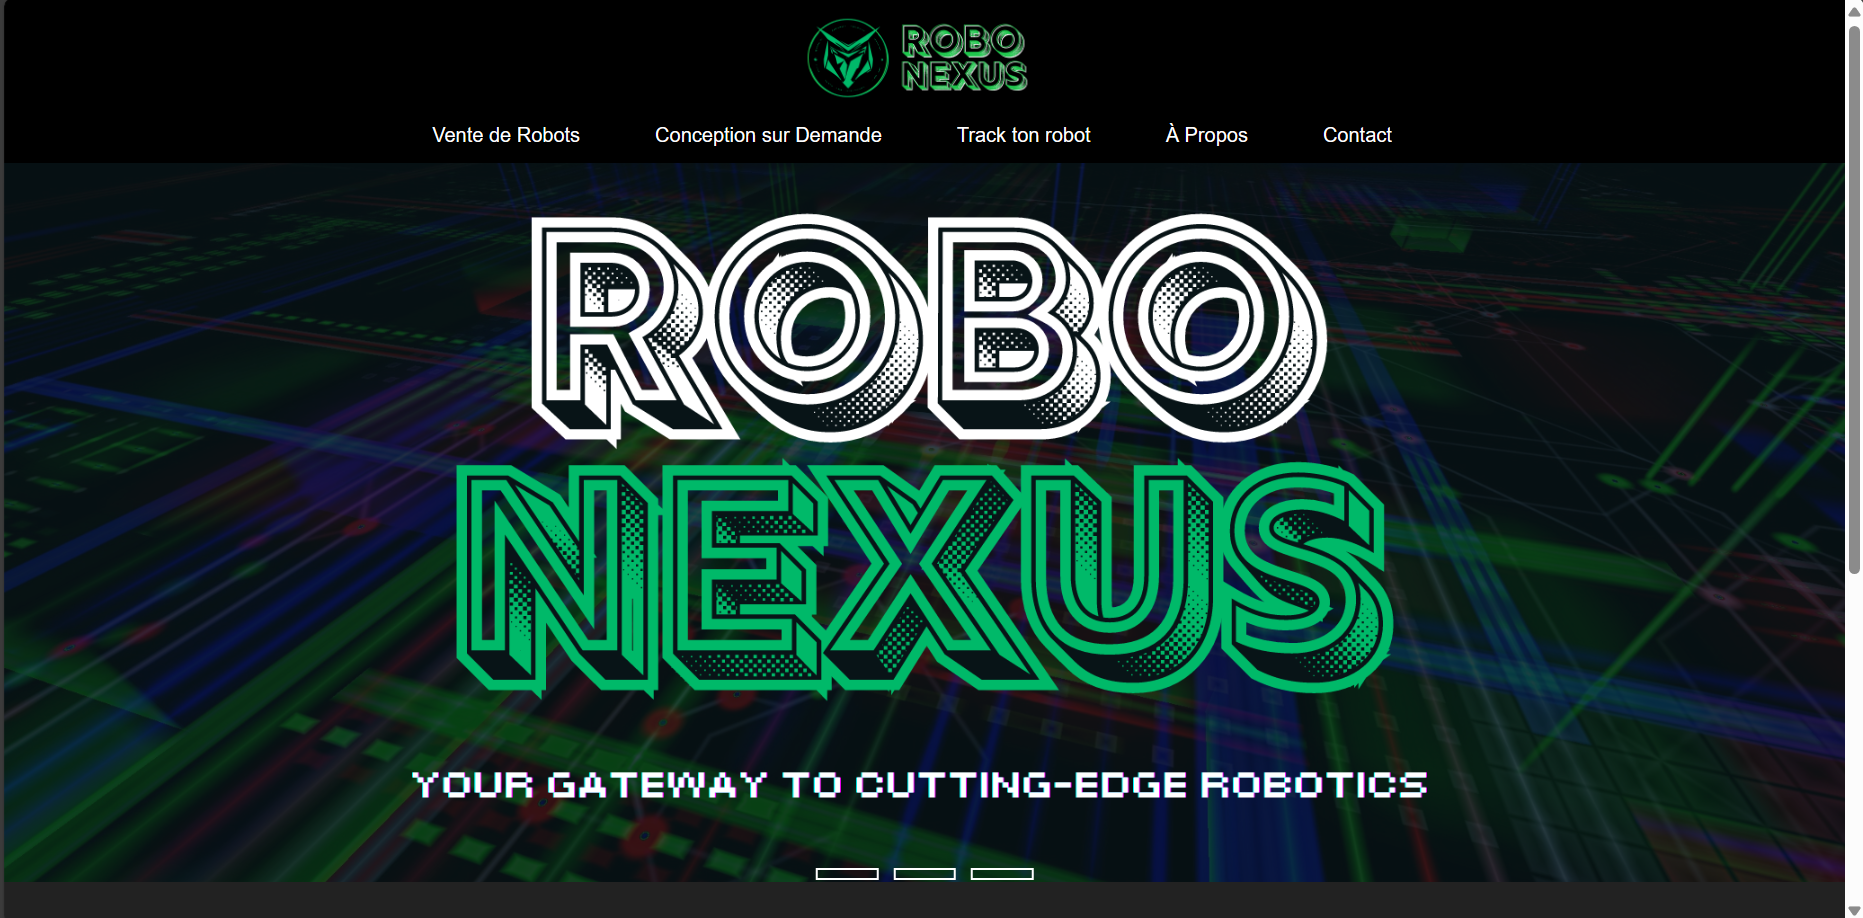 ROBO
NEXUS
Vente de Robots Conception sur Demande Track ton robot À Propos Contact
ROBO
NEXUS
YOUR GATEWAY TO CUTTING-EDGE ROBOTICS